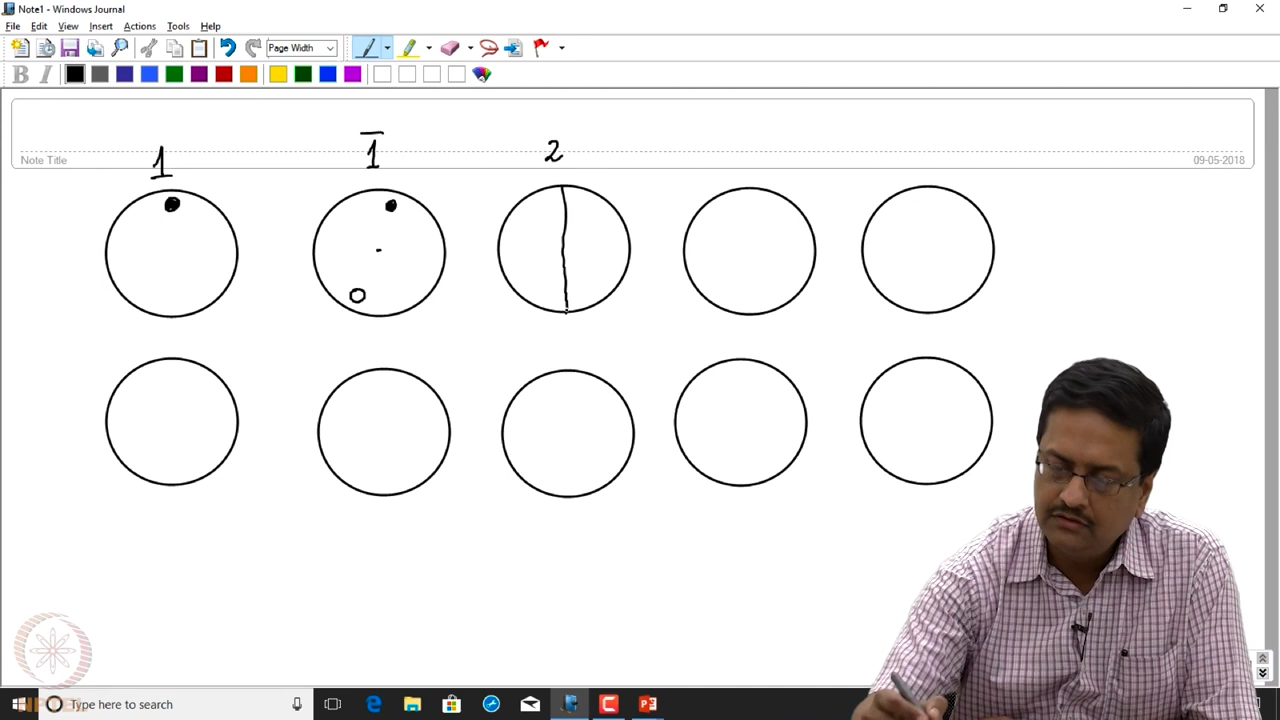 Note1 - Windows Journal
File Edit View Insert Actions Tools Help
Page Width
B I
1 1̅ 2
Note Title 09-05-2018
Type here to search